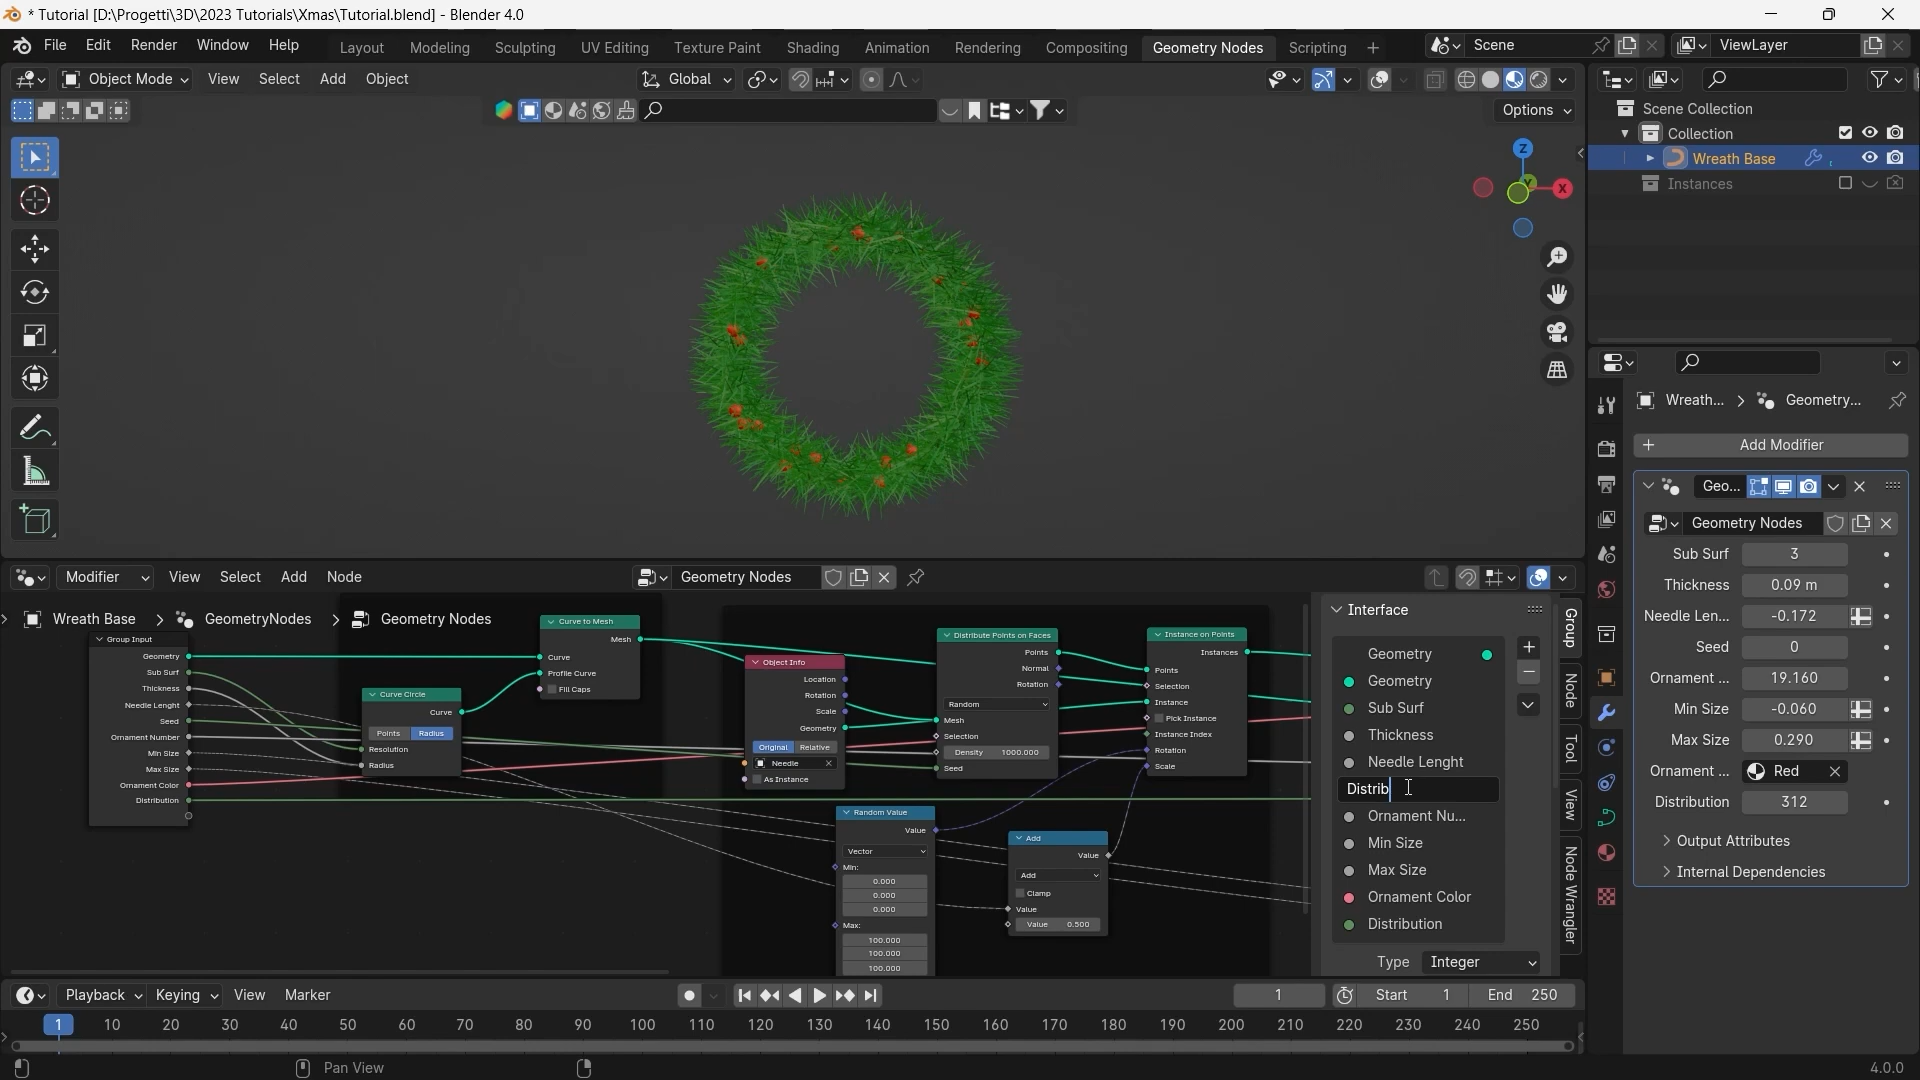 * Tutorial [D:\Progetti\3D\2023 Tutorials\Xmas\Tutorial.blend] - Blender 4.0
File Edit Render Window Help Layout Modeling Sculpting UV Editing Texture Paint Shading Animation Rendering Compositing Geometry Nodes Scripting + Scene ViewLayer
Object Mode View Select Add Object Global
Options
Z
X
Y
Scene Collection
Collection
Wreath Base
Instances
Wreath... > Geometry...
+ Add Modifier
Geo...
Geometry Nodes
Sub Surf 3
Thickness 0.09 m
Needle Len... -0.172
Seed 0
Ornament ... 19.160
Min Size -0.060
Max Size 0.290
Ornament ... Red
Distribution 312
Output Attributes
Internal Dependencies
Modifier View Select Add Node Geometry Nodes
Wreath Base > GeometryNodes > Geometry Nodes
Group Input
Geometry
Sub Surf
Thickness
Needle Lenght
Seed
Ornament Number
Min Size
Max Size
Ornament Color
Distribution
Curve Circle
Curve
Points Radius
Resolution
Radius
Curve to Mesh
Mesh
Curve
Profile Curve
Fill Caps
Object Info
Location
Rotation
Scale
Geometry
Original Relative
Needle
As Instance
Distribute Points on Faces
Points
Normal
Rotation
Random
Mesh
Selection
Density 1000.000
Seed
Instance on Points
Instances
Points
Selection
Instance
Pick Instance
Instance Index
Rotation
Scale
Random Value
Value
Vector
Min:
0.000
0.000
0.000
Max:
100.000
100.000
100.000
Add
Value
Add
Clamp
Value
Value 0.500
Interface
Geometry
Geometry
Sub Surf
Thickness
Needle Lenght
Distrib
Ornament Nu...
Min Size
Max Size
Ornament Color
Distribution
Type Integer
Group
Node
Tool
View
Node Wrangler
Playback Keying View Marker 1 Start 1 End 250
1 10 20 30 40 50 60 70 80 90 100 110 120 130 140 150 160 170 180 190 200 210 220 230 240 250
Pan View 4.0.0